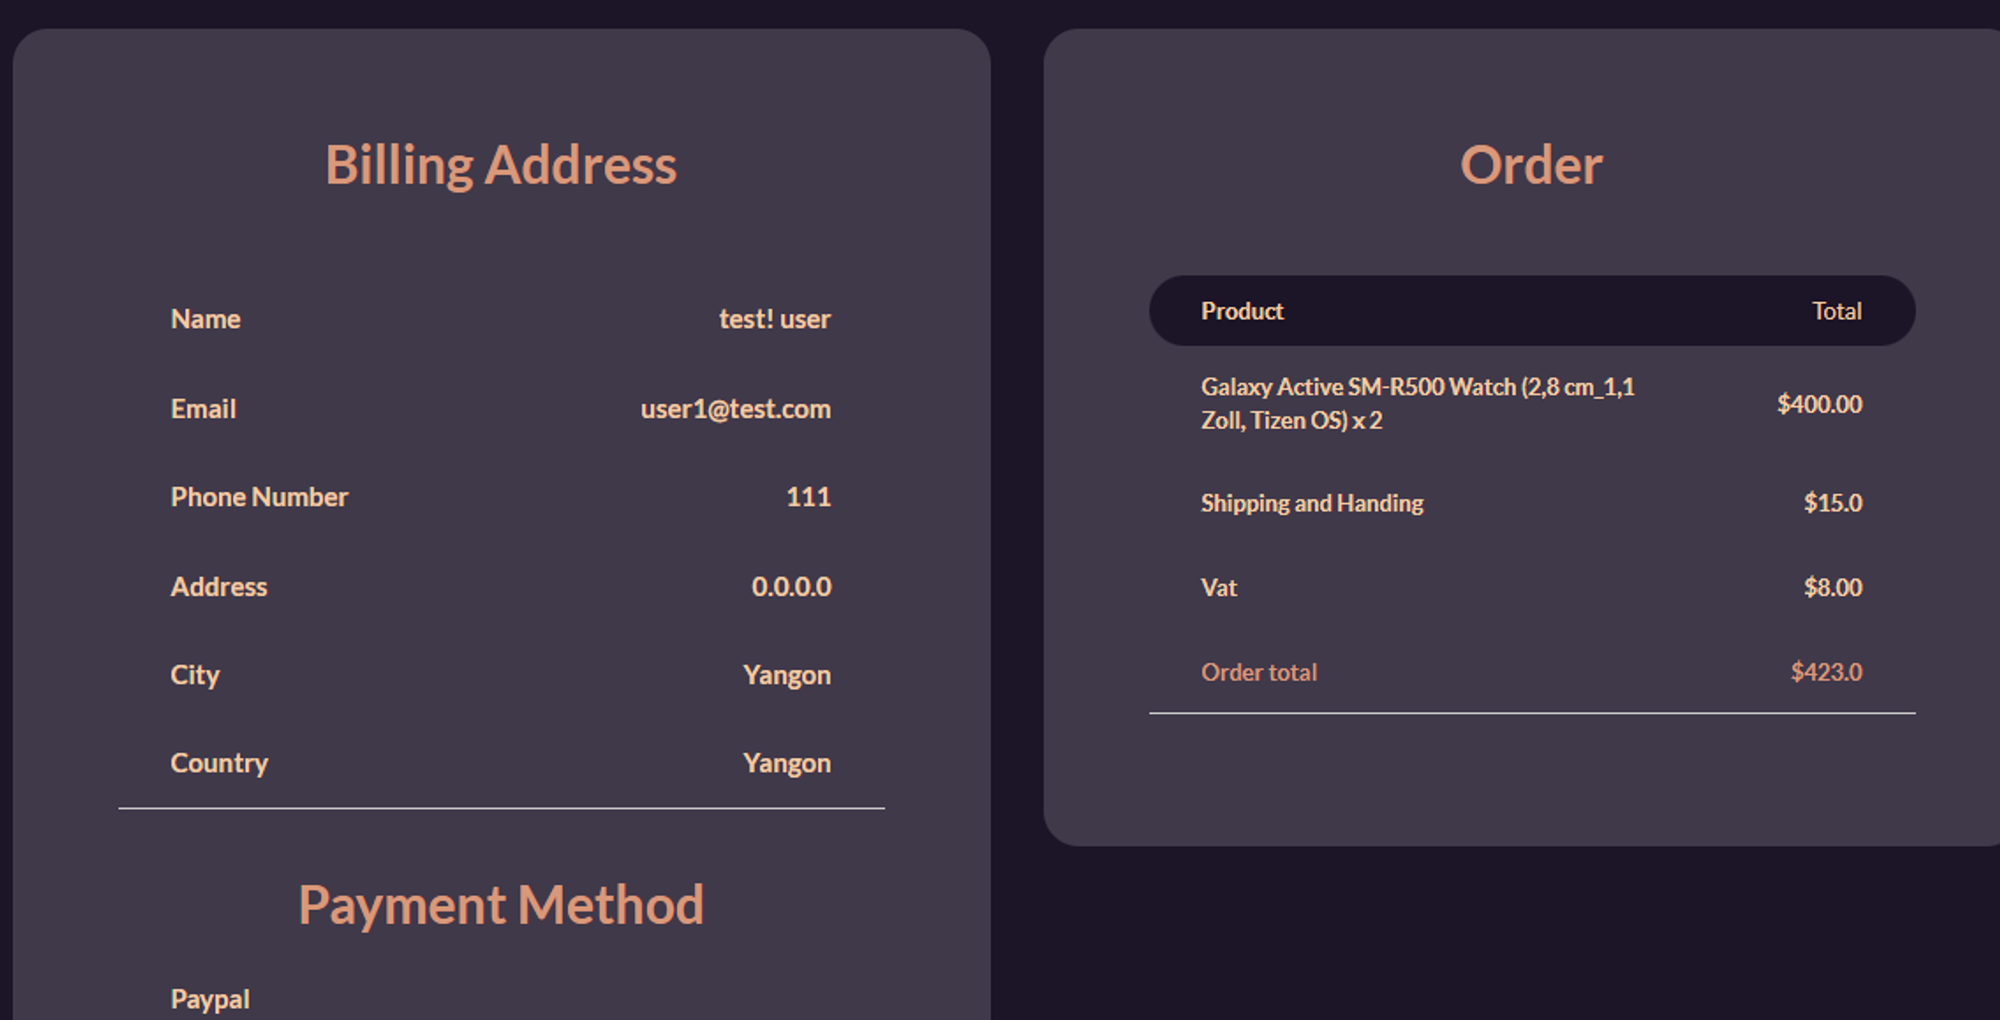 Billing Address
Name test! user
Email user1@test.com
Phone Number 111
Address 0.0.0.0
City Yangon
Country Yangon
Payment Method
Paypal
Order
Product Total
Galaxy Active SM-R500 Watch (2,8 cm_1,1
Zoll, Tizen OS) x 2 $400.00
Shipping and Handing $15.0
Vat $8.00
Order total $423.0